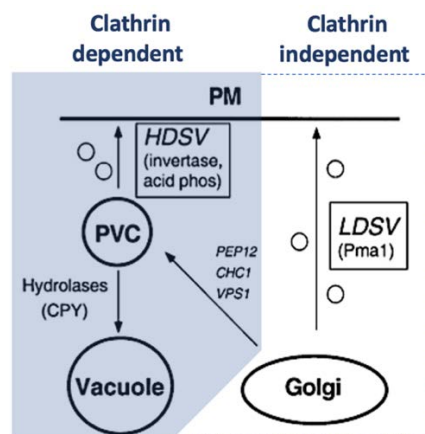 Clathrin
dependent
Clathrin
independent
PM
HDSV
(invertase,
acid phos)
LDSV
(Pma1)
PVC
PEP12
CHC1
VPS1
Hydrolases
(CPY)
Vacuole
Golgi